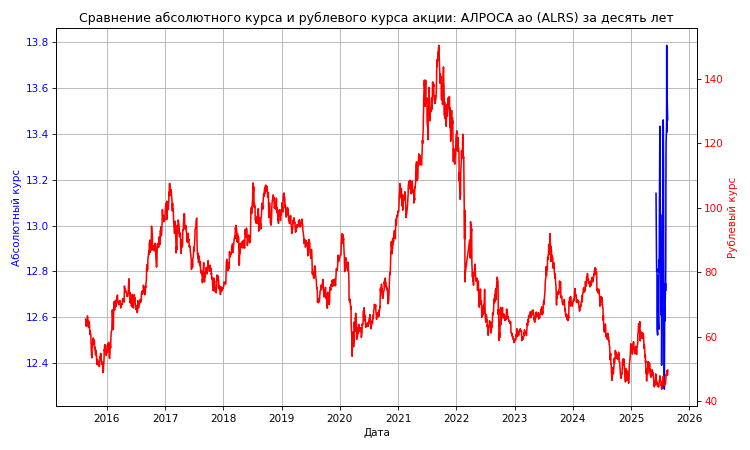 Сравнение абсолютного курса и рублевого курса акции: АЛРОСА ао (ALRS) за десять лет
13.8
13.6
13.4
13.2
13.0
12.8
12.6
12.4
Абсолютный курс
140
120
100
80
60
40
Рублевый курс
2016 2017 2018 2019 2020 2021 2022 2023 2024 2025 2026
Дата